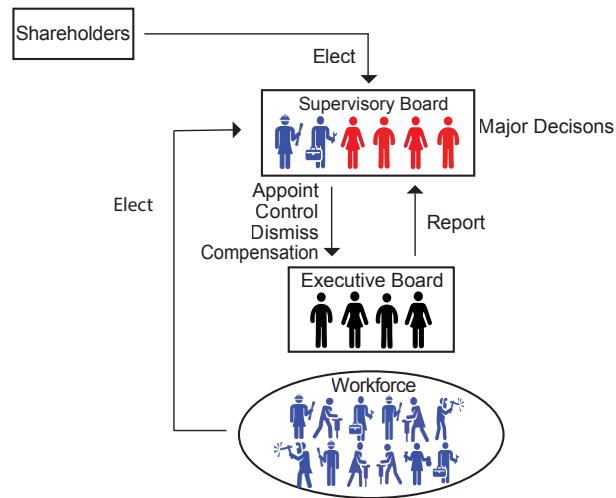 Shareholders
Elect
Supervisory Board
Major Decisons
Elect
Appoint
Control
Dismiss
Compensation
Report
Executive Board
Workforce